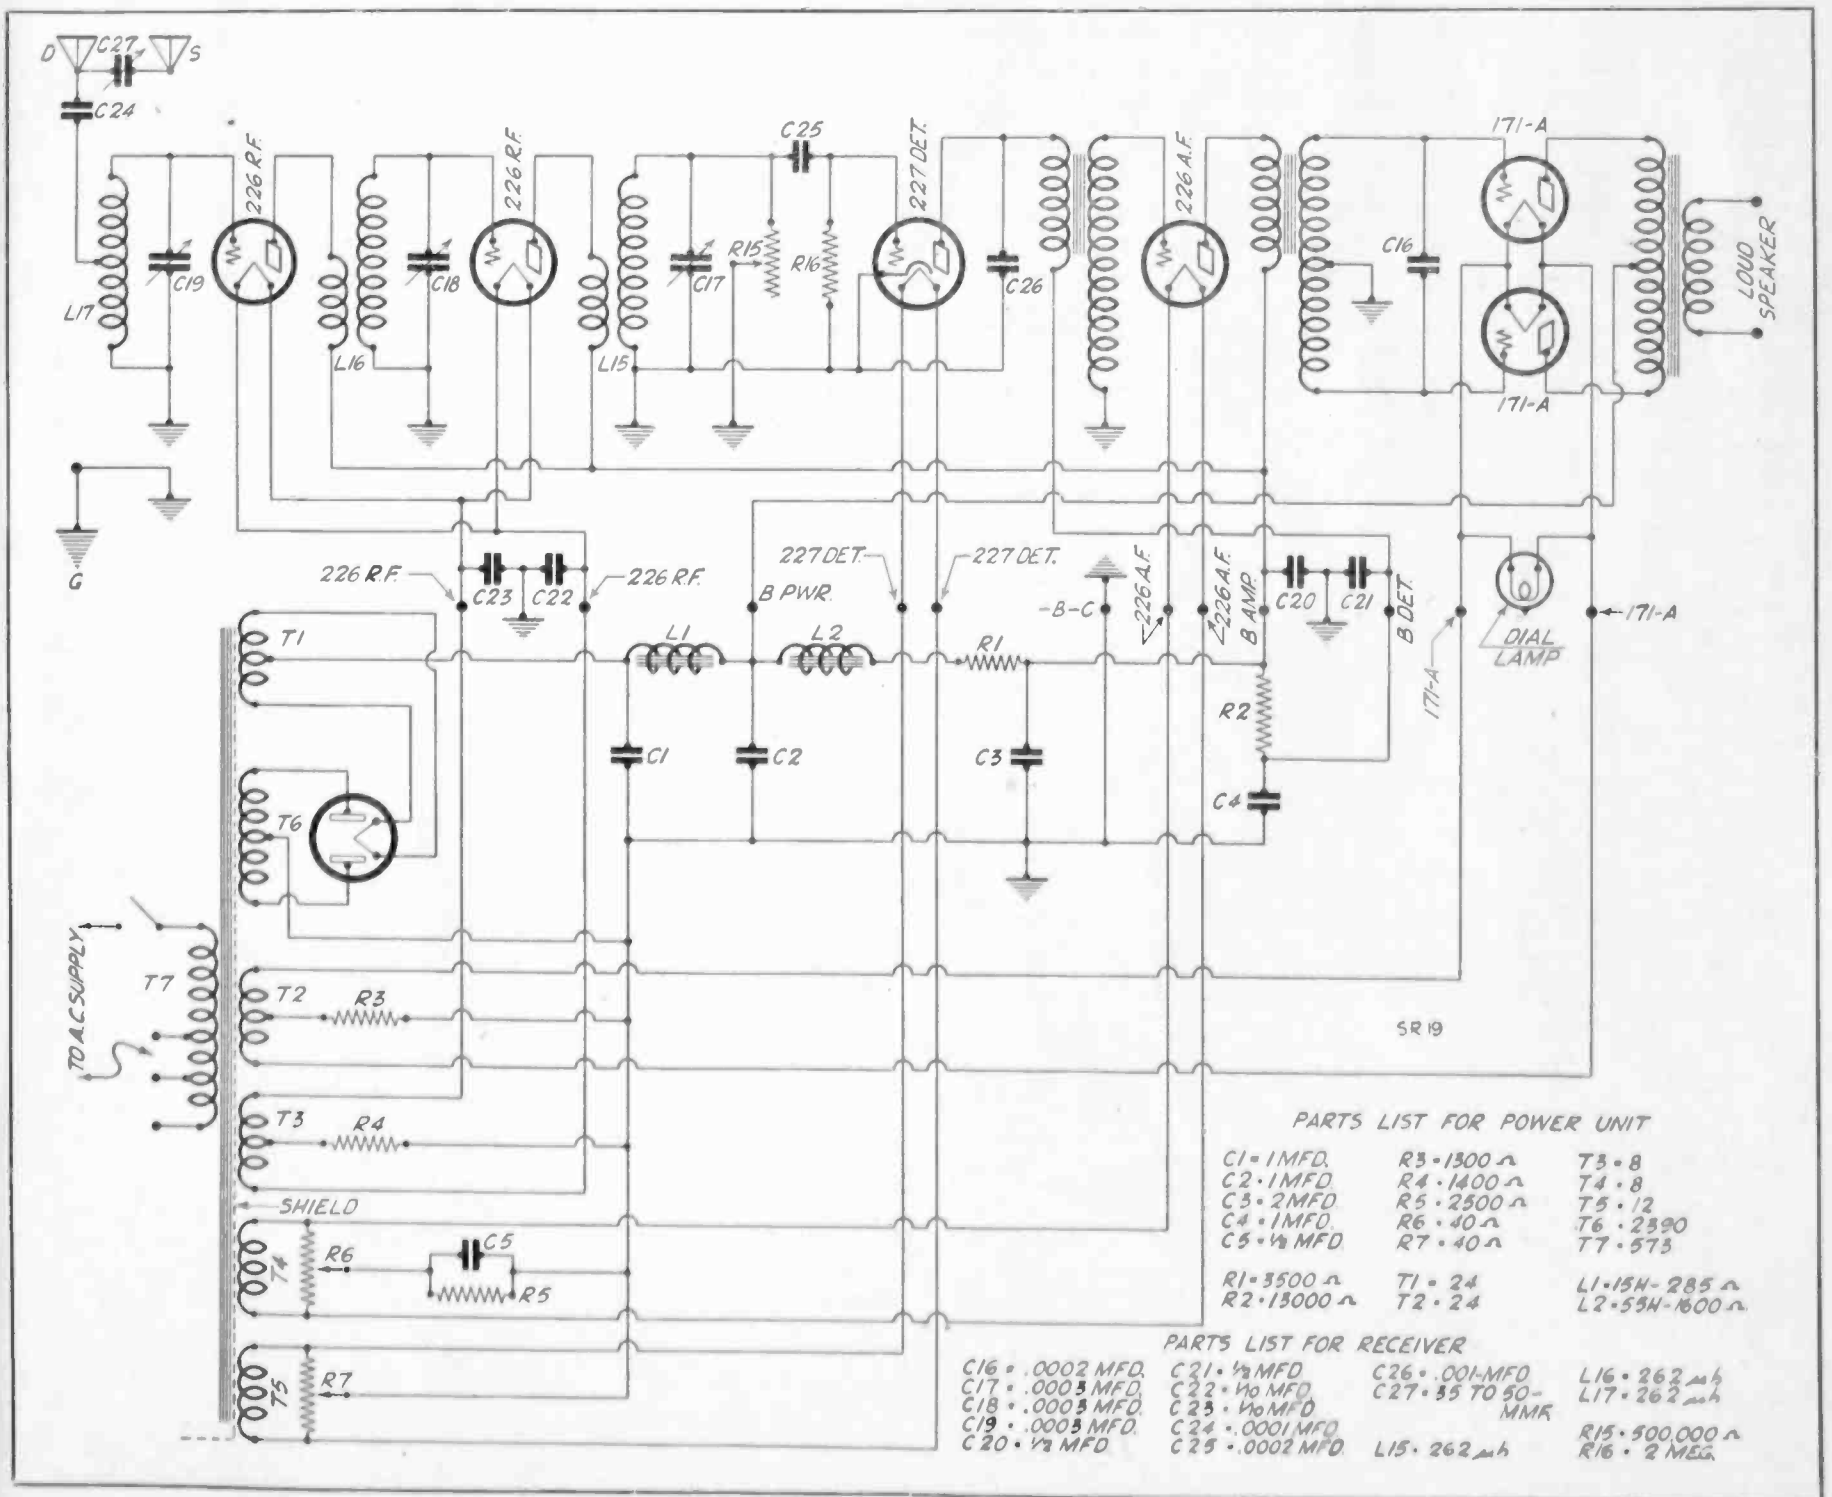 D C27 S
C24
226 R.F.
226 R.F.
C25
227 DET.
226 A.F.
171-A
L17
C19
L16
C18
L15
C17
R15
R16
C26
C16
171-A
LOUD
SPEAKER
G
226 R.F.
C23 C22
226 R.F.
B PWR.
227 DET.
227 DET.
-B-C
226 A.F.
226 A.F.
B AMP.
C20 C21
B DET.
171-A
DIAL
LAMP
171-A
T1
L1
L2
R1
R2
C1
C2
C3
C4
T6
TO A.C. SUPPLY
T7
T2
R3
SR19
T3
R4
SHIELD
T4
R6
C5
R5
T5
R7
PARTS LIST FOR POWER UNIT
C1 = 1 MFD. R3 • 1300 Ω T3 • 8
C2 • 1 MFD. R4 • 1400 Ω T4 • 8
C3 • 2 MFD. R5 • 2500 Ω T5 • 12
C4 • 1 MFD. R6 • 40 Ω T6 • 2390
C5 • ½ MFD R7 • 40 Ω T7 • 573
R1 • 3500 Ω T1 = 24 L1 • 15H - 285 Ω
R2 • 13000 Ω T2 • 24 L2 • 55H - 1600 Ω
PARTS LIST FOR RECEIVER
C16 = .0002 MFD. C21 • ½ MFD C26 = .001-MFD L16 • 262 μh
C17 • .0003 MFD. C22 • 1/10 MFD C27 • 35 TO 50- L17 • 262 μh
C18 • .0003 MFD. C23 • 1/10 MFD MMF.
C19 • .0003 MFD. C24 • .0001 MFD R15 • 500,000 Ω
C20 • ½ MFD C25 • .0002 MFD. L15 • 262 μh R16 • 2 MEG.